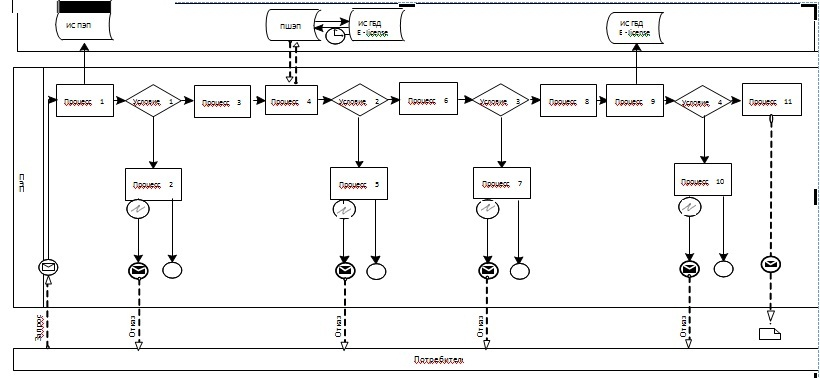 ИС ПЭП
ПШЭП
ИС ГБД
E - license
ИС ГБД
E - license
Процесс 1
Условие 1
Процесс 3
Процесс 4
Условие 2
Процесс 6
Условие 3
Процесс 8
Процесс 9
Условие 4
Процесс 11
Процесс 2
Процесс 5
Процесс 7
Процесс 10
Запрос
Отказ
Отказ
Отказ
Отказ
Потребитель